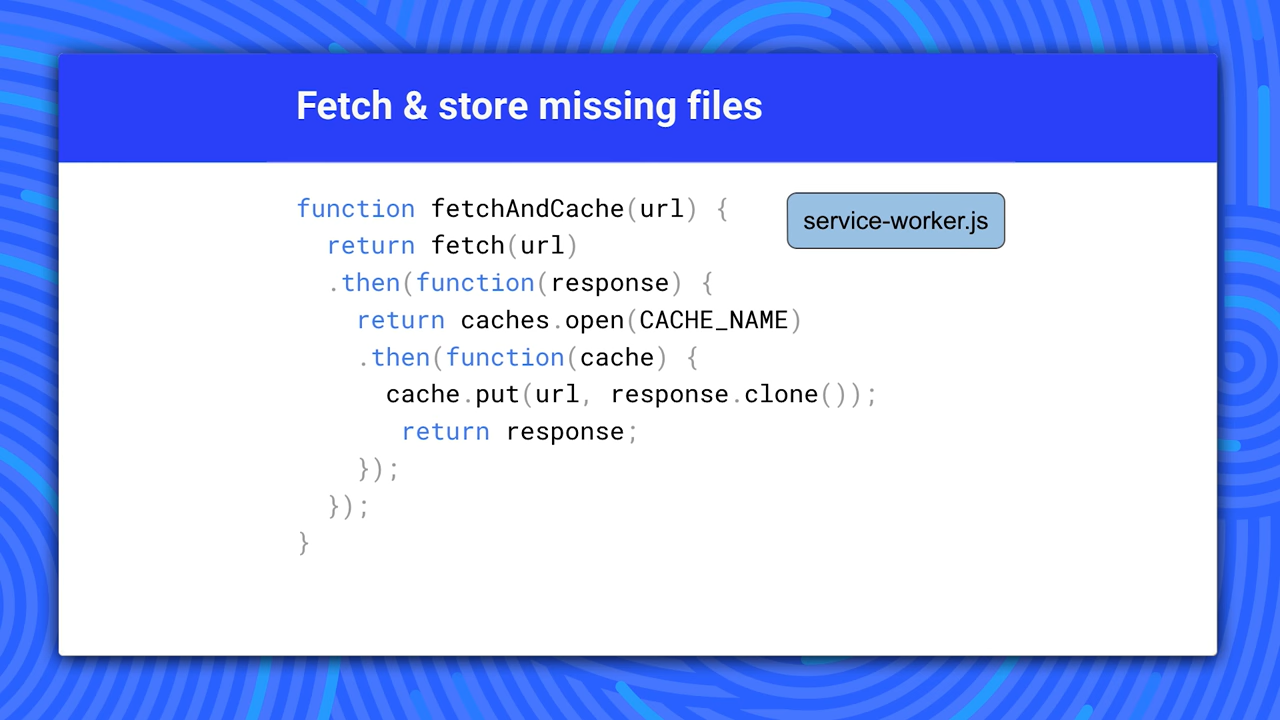 Fetch & store missing files
function fetchAndCache(url) {
service-worker.js
return fetch(url)
.then(function(response) {
return caches.open(CACHE_NAME)
.then(function(cache) {
cache.put(url, response.clone());
return response;
});
});
}